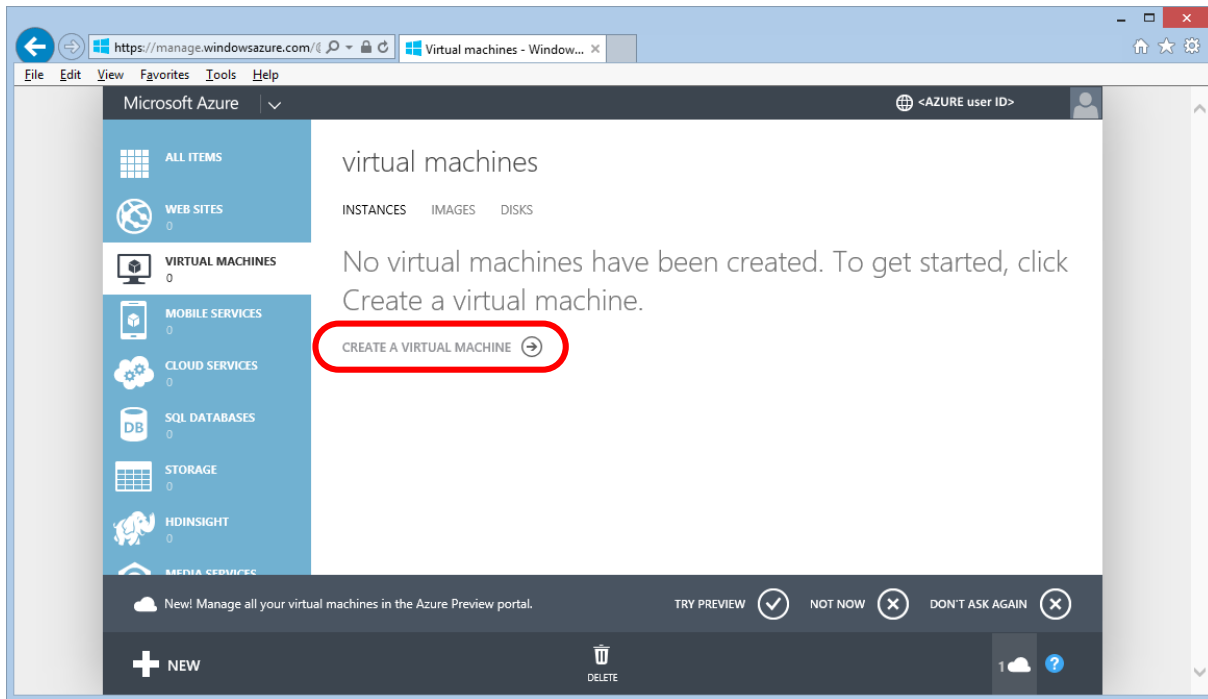 https://manage.windowsazure.com/
Virtual machines - Window...
File Edit View Favorites Tools Help
Microsoft Azure
<AZURE user ID>
ALL ITEMS
WEB SITES
0
VIRTUAL MACHINES
0
MOBILE SERVICES
0
CLOUD SERVICES
0
DB
SQL DATABASES
0
STORAGE
0
HDINSIGHT
0
MEDIA SERVICES
virtual machines
INSTANCES IMAGES DISKS
No virtual machines have been created. To get started, click
Create a virtual machine.
CREATE A VIRTUAL MACHINE
New! Manage all your virtual machines in the Azure Preview portal.
TRY PREVIEW NOT NOW DON'T ASK AGAIN
NEW
DELETE
1
?